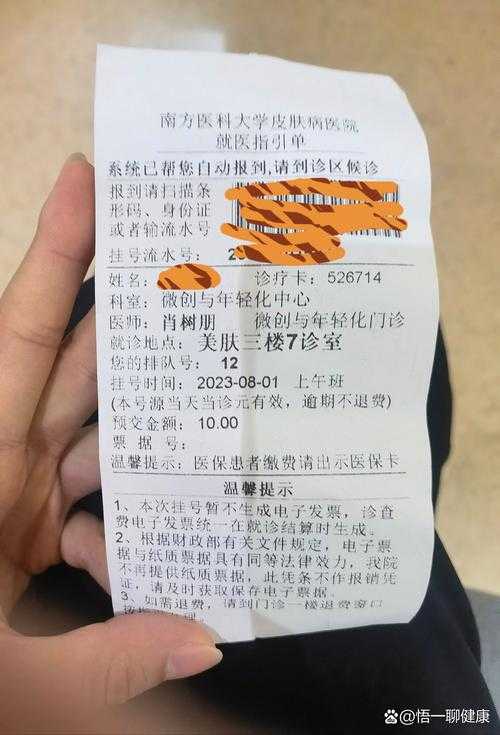 南方医科大学皮肤病医院
就医指引单
系统已帮您自动报到,请到诊区候诊
报到请扫描条
形码、身份证
或者输流水号
挂号流水号: 2
姓名: 诊疗卡: 526714
科室: 微创与年轻化中心
医师: 肖树朋 微创与年轻化门诊
就诊地点: 美肤三楼7诊室
您的排队号: 12
挂号时间: 2023-08-01 上午班
(本号源当天当诊元有效, 逾期不退费)
预交金额: 10.00
票 据 号:
温馨提示: 医保患者缴费请出示医保卡
温馨提示
1、本次挂号暂不生成电子发票, 诊查
费电子发票统一在就诊结算时生成。
2、根据财政部有关文件规定, 电子票
据与纸质票据具有同等法律效力, 我院
不再提供纸质票据, 此凭条不作报销凭
证, 请及时获取保存电子票据。
3、如需退费, 请到门诊一楼退费窗口
@悟一聊健康